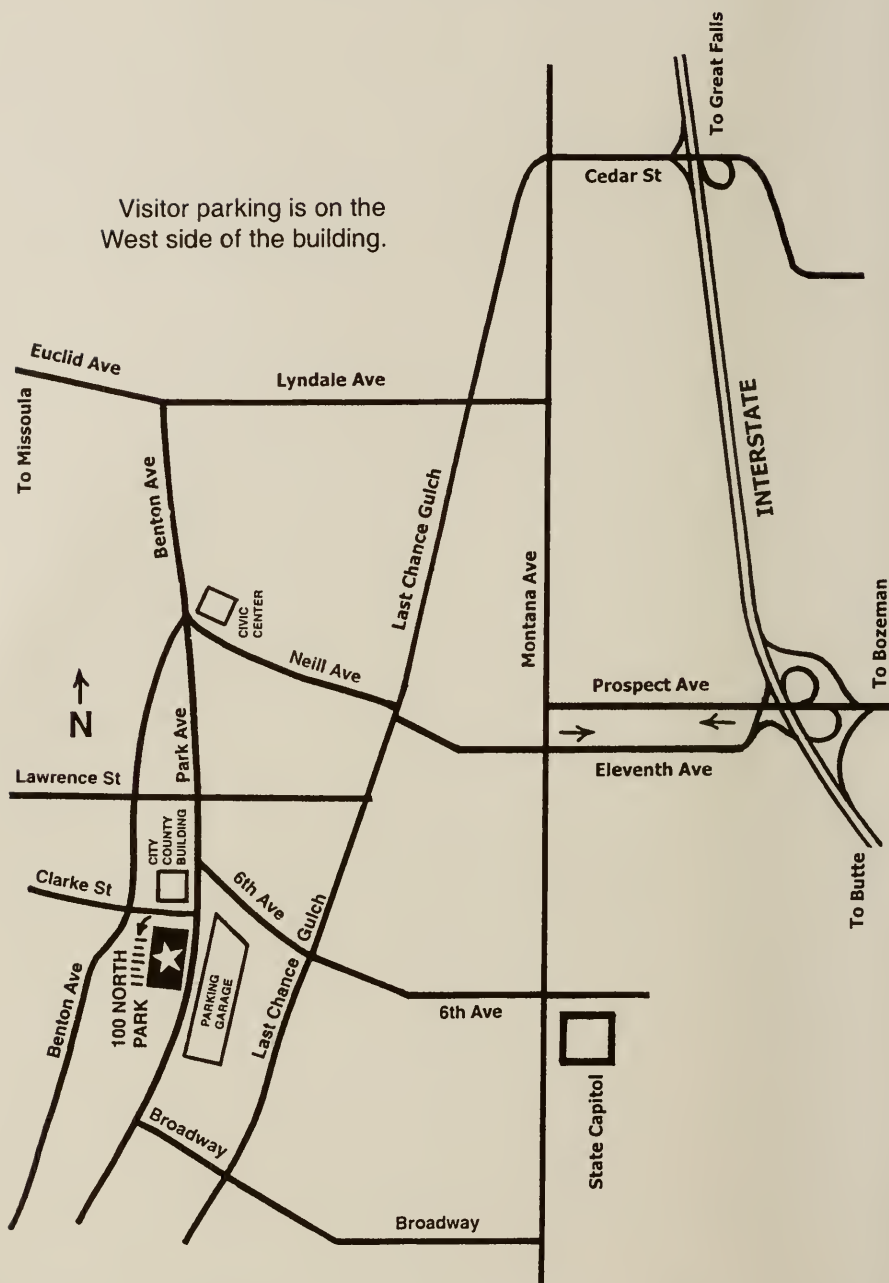 Visitor parking is on the
West side of the building.
To Great Falls
Cedar St
Euclid Ave
To Missoula
Lyndale Ave
Benton Ave
Last Chance Gulch
INTERSTATE
CIVIC
CENTER
Neill Ave
Montana Ave
Prospect Ave
To Bozeman
N
Park Ave
Lawrence St
Eleventh Ave
CITY
COUNTY
BUILDING
Clarke St
6th Ave
To Butte
100 NORTH
PARK
PARKING
GARAGE
Last Chance Gulch
Benton Ave
6th Ave
State Capitol
Broadway
Broadway